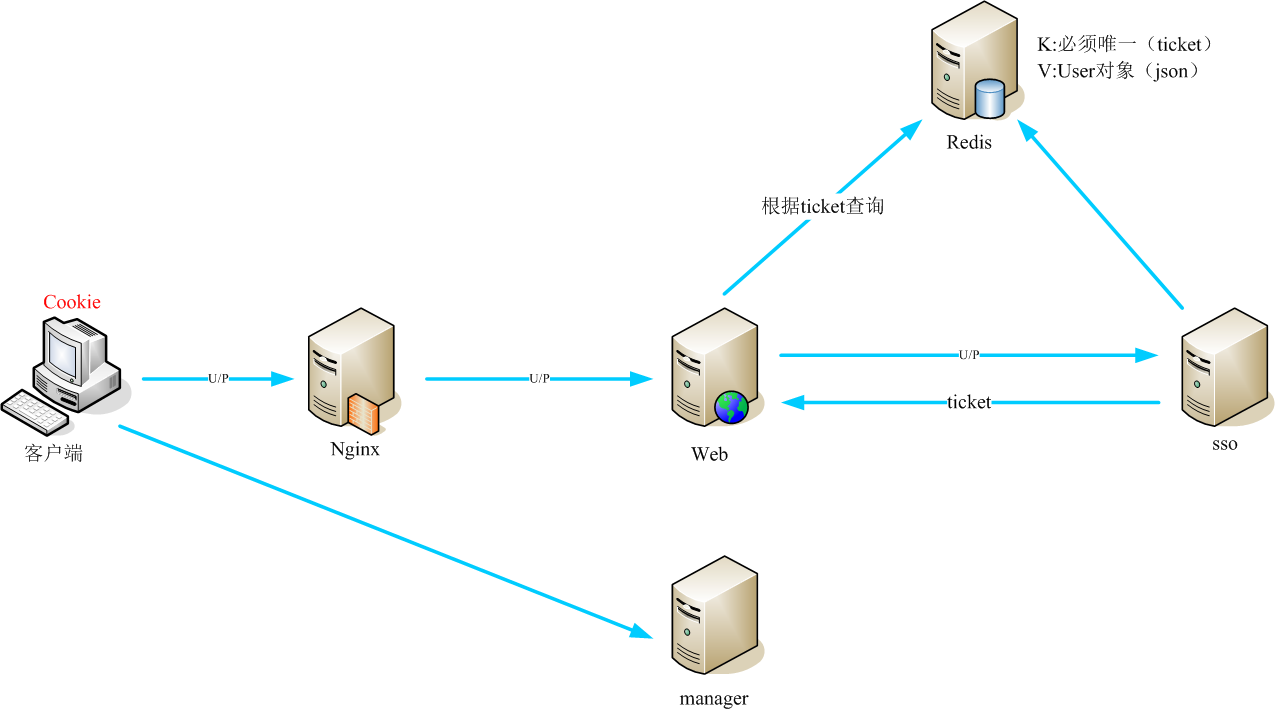 K:必须唯一（ticket）
V:User对象（json）
Redis
根据ticket查询
Cookie
U/P
U/P
U/P
ticket
客户端
Nginx
Web
sso
manager